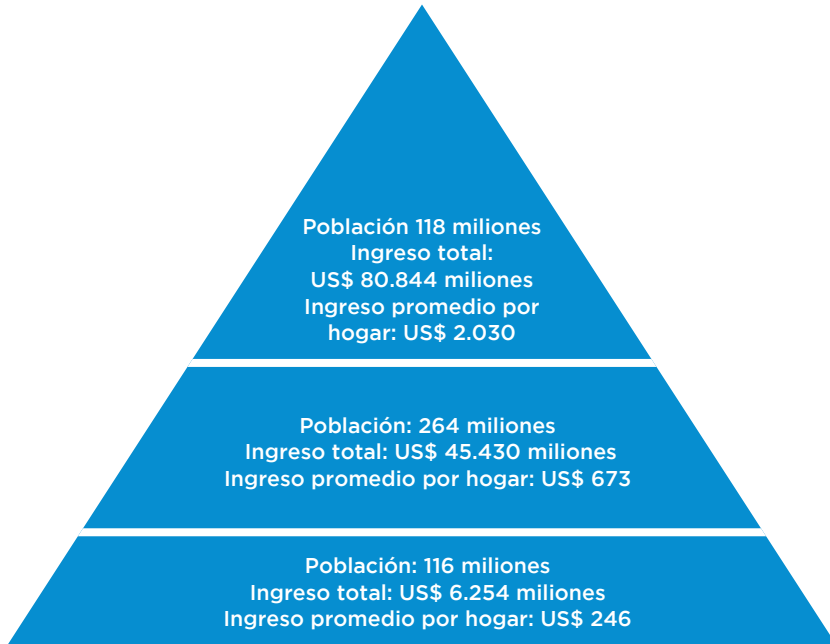 Población 118 miliones
Ingreso total:
US$ 80.844 miliones
Ingreso promedio por
hogar: US$ 2.030
Población: 264 miliones
Ingreso total: US$ 45.430 miliones
Ingreso promedio por hogar: US$ 673
Población: 116 miliones
Ingreso total: US$ 6.254 miliones
Ingreso promedio por hogar: US$ 246